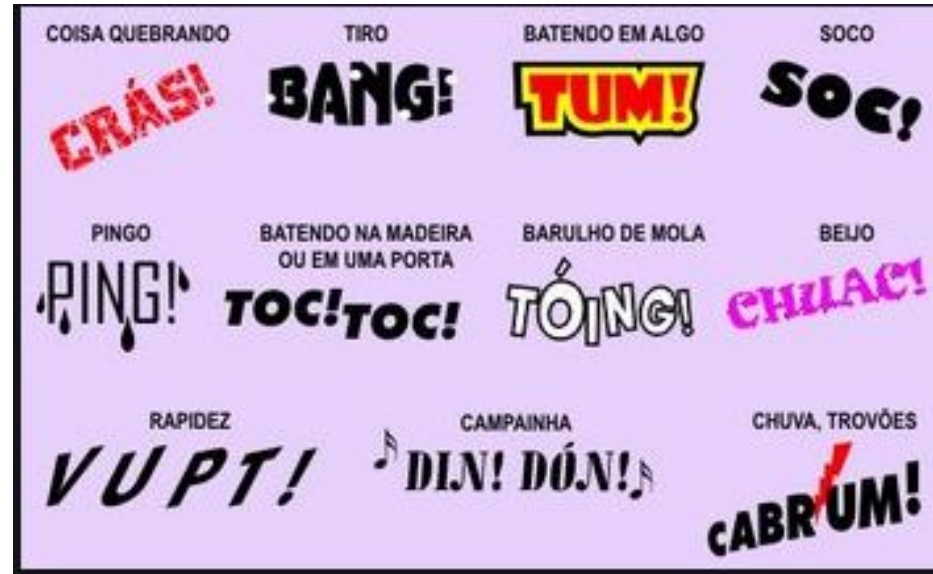 COISA QUEBRANDO
CRÁS!
TIRO
BANG!
BATENDO EM ALGO
TUM!
SOCO
SOC!
PINGO
PING!
BATENDO NA MADEIRA
OU EM UMA PORTA
TOC! TOC!
BARULHO DE MOLA
TÓING!
BEIJO
CHUAC!
RAPIDEZ
VUPT!
CAMPAINHA
DIN! DÓN!
CHUVA, TROVÕES
CABRUM!